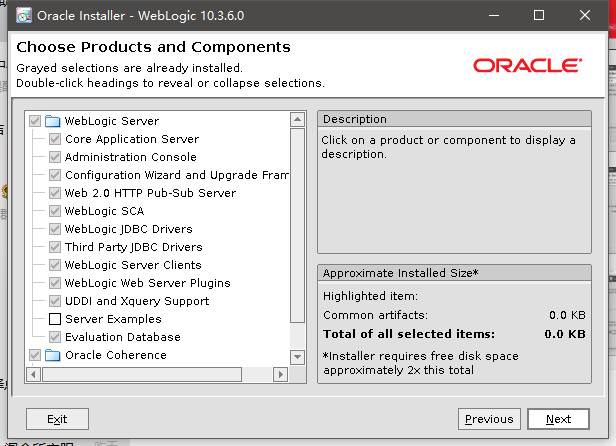 Oracle Installer - WebLogic 10.3.6.0
Choose Products and Components
Grayed selections are already installed.
Double-click headings to reveal or collapse selections.
ORACLE
WebLogic Server
Core Application Server
Administration Console
Configuration Wizard and Upgrade Fram
Web 2.0 HTTP Pub-Sub Server
WebLogic SCA
WebLogic JDBC Drivers
Third Party JDBC Drivers
WebLogic Server Clients
WebLogic Web Server Plugins
UDDI and Xquery Support
Server Examples
Evaluation Database
Oracle Coherence
Description
Click on a product or component to display a
description.
Approximate Installed Size*
Highlighted item:
Common artifacts: 0.0 KB
Total of all selected items: 0.0 KB
*Installer requires free disk space
approximately 2x this total
Exit
Previous
Next